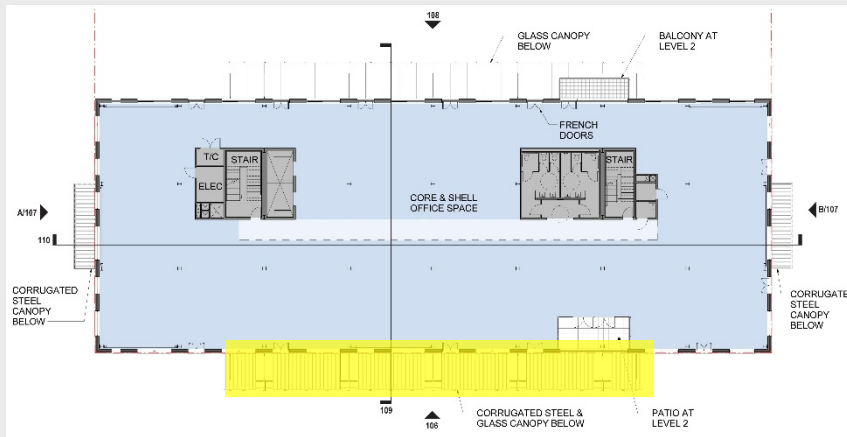 108
GLASS CANOPY
BELOW
BALCONY AT
LEVEL 2
FRENCH
DOORS
T/C
STAIR
STAIR
ELEC
CORE & SHELL
OFFICE SPACE
A/107
B/107
110
CORRUGATED
STEEL
CANOPY
BELOW
CORRUGATE
STEEL
CANOPY
BELOW
109
106
CORRUGATED STEEL &
GLASS CANOPY BELOW
PATIO AT
LEVEL 2